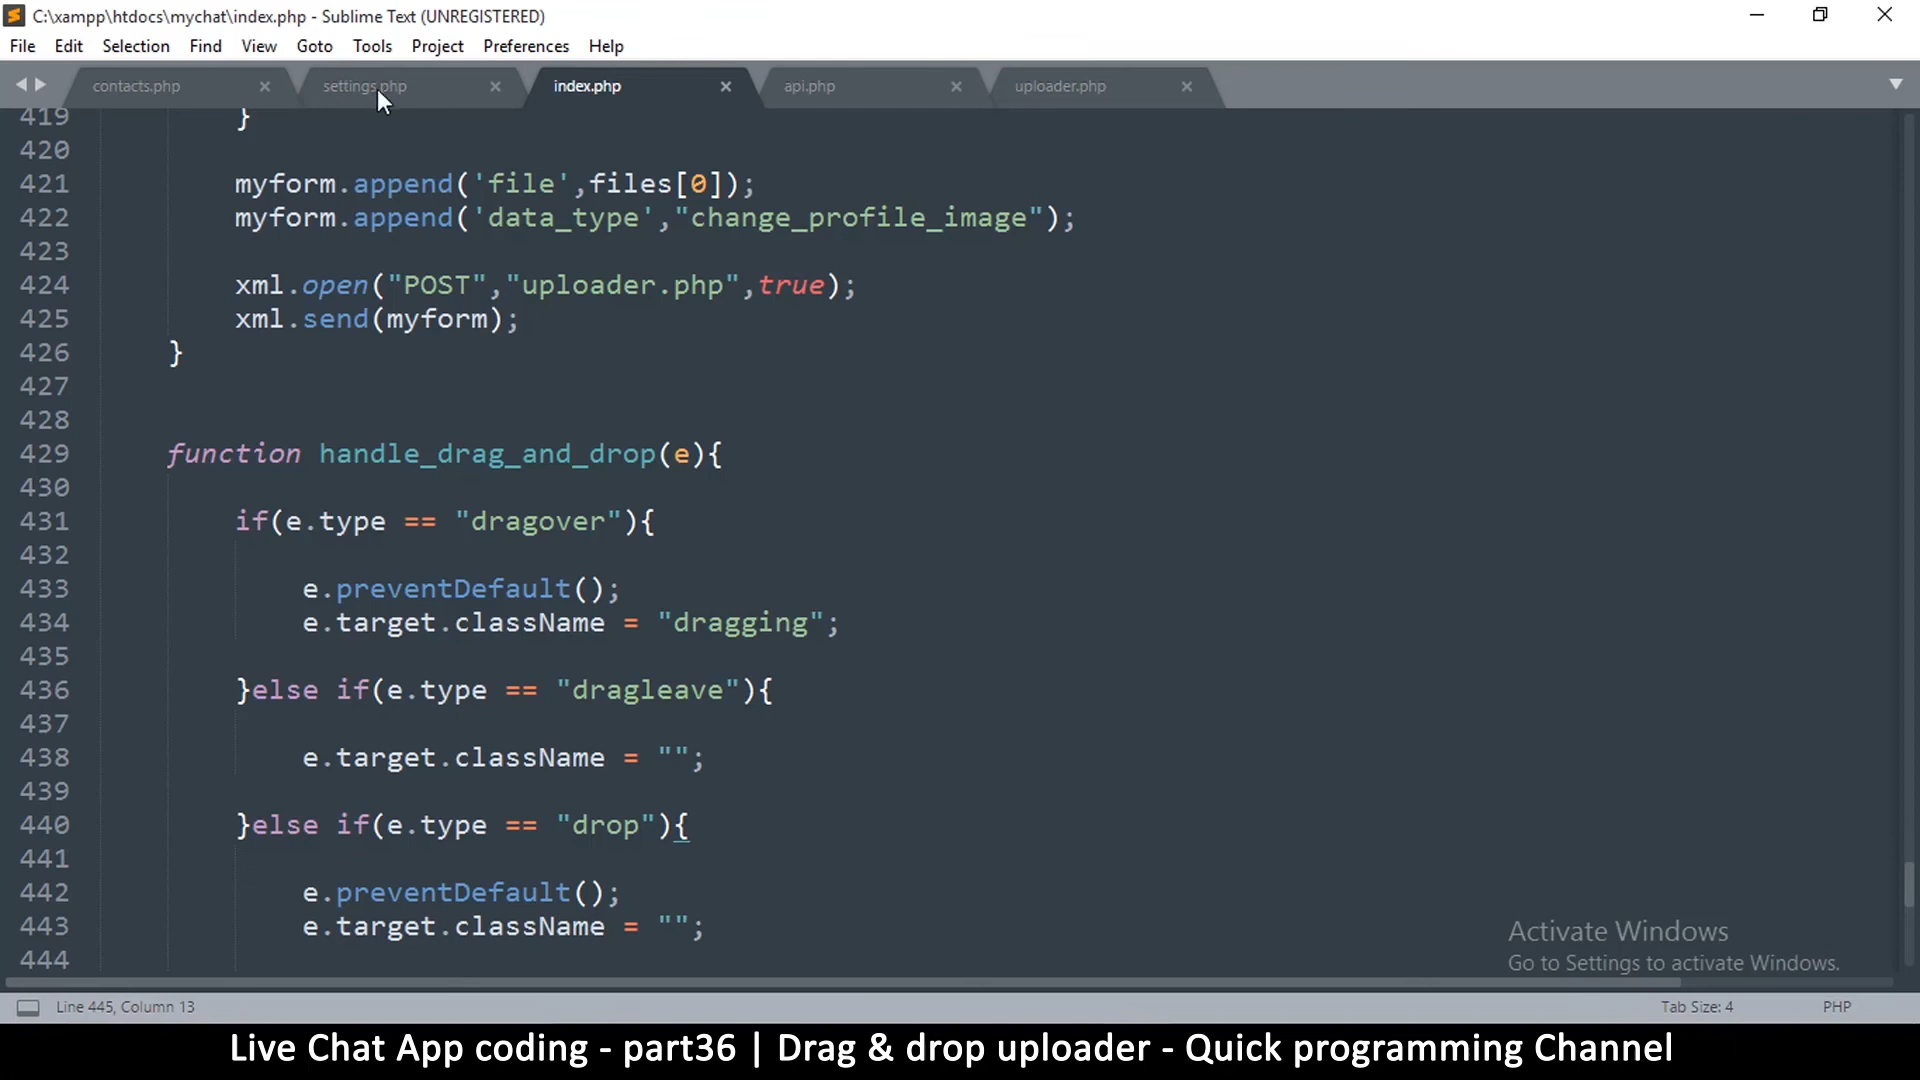 C:\xampp\htdocs\mychat\index.php - Sublime Text (UNREGISTERED)
File Edit Selection Find View Goto Tools Project Preferences Help
contacts.php × settings.php × index.php × api.php × uploader.php ×
419 }
420
421 myform.append('file',files[0]);
422 myform.append('data_type',"change_profile_image");
423
424 xml.open("POST","uploader.php",true);
425 xml.send(myform);
426 }
427
428
429 function handle_drag_and_drop(e){
430
431 if(e.type == "dragover"){
432
433 e.preventDefault();
434 e.target.className = "dragging";
435
436 }else if(e.type == "dragleave"){
437
438 e.target.className = "";
439
440 }else if(e.type == "drop"){
441
442 e.preventDefault();
443 e.target.className = "";
444
Activate Windows
Go to Settings to activate Windows.
Line 445, Column 13 Tab Size: 4 PHP
Live Chat App coding - part36 | Drag & drop uploader - Quick programming Channel